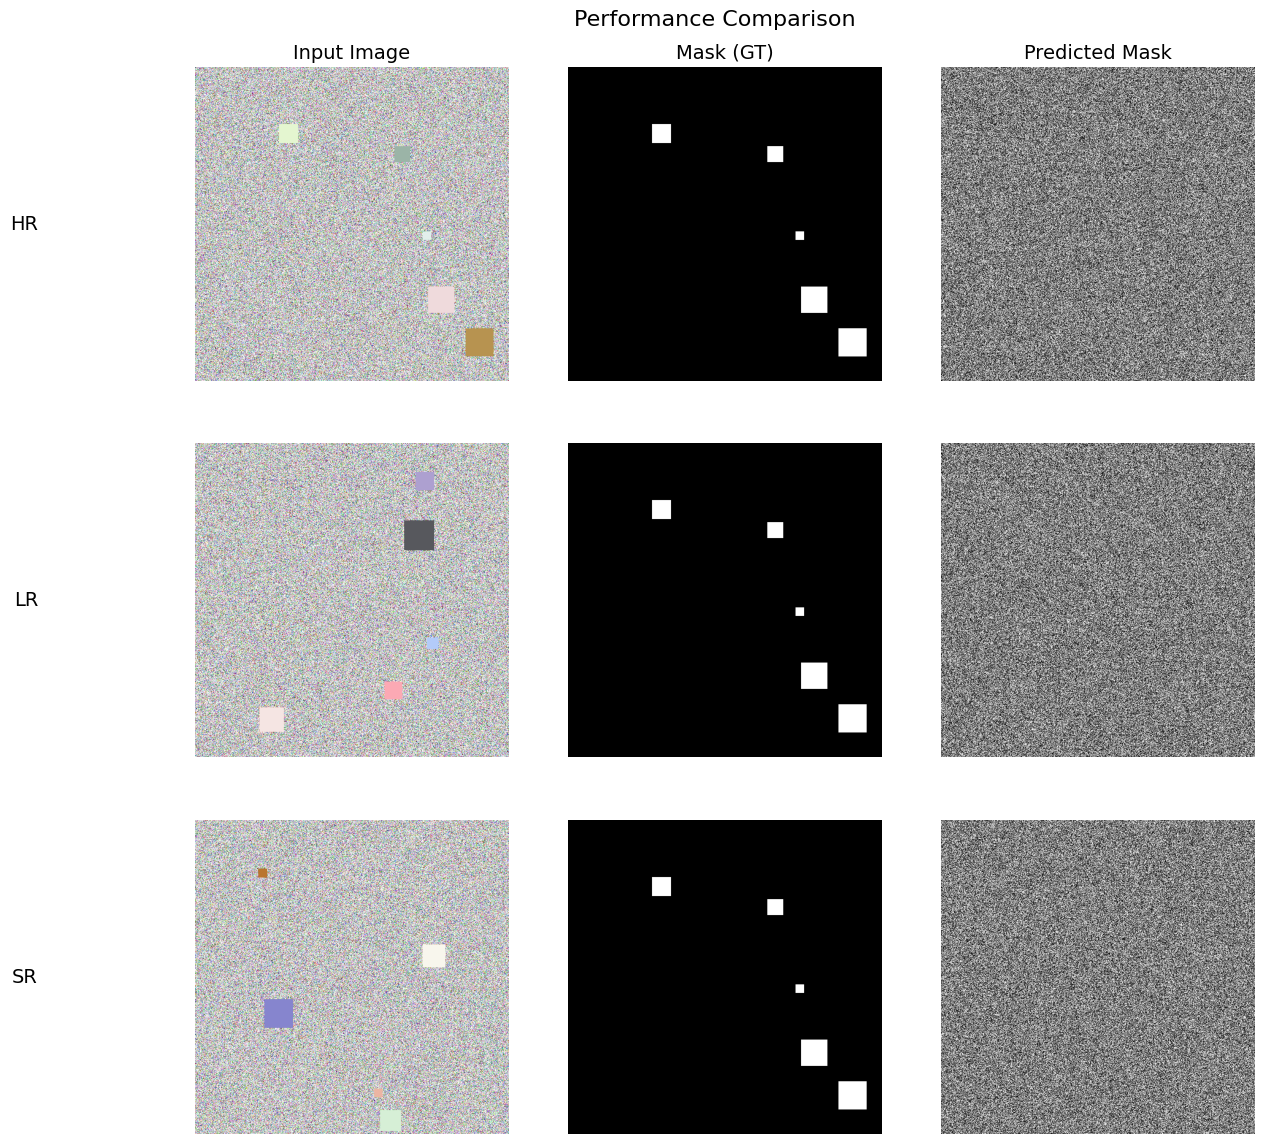 Performance Comparison
Input Image
Mask (GT)
Predicted Mask
HR
LR
SR